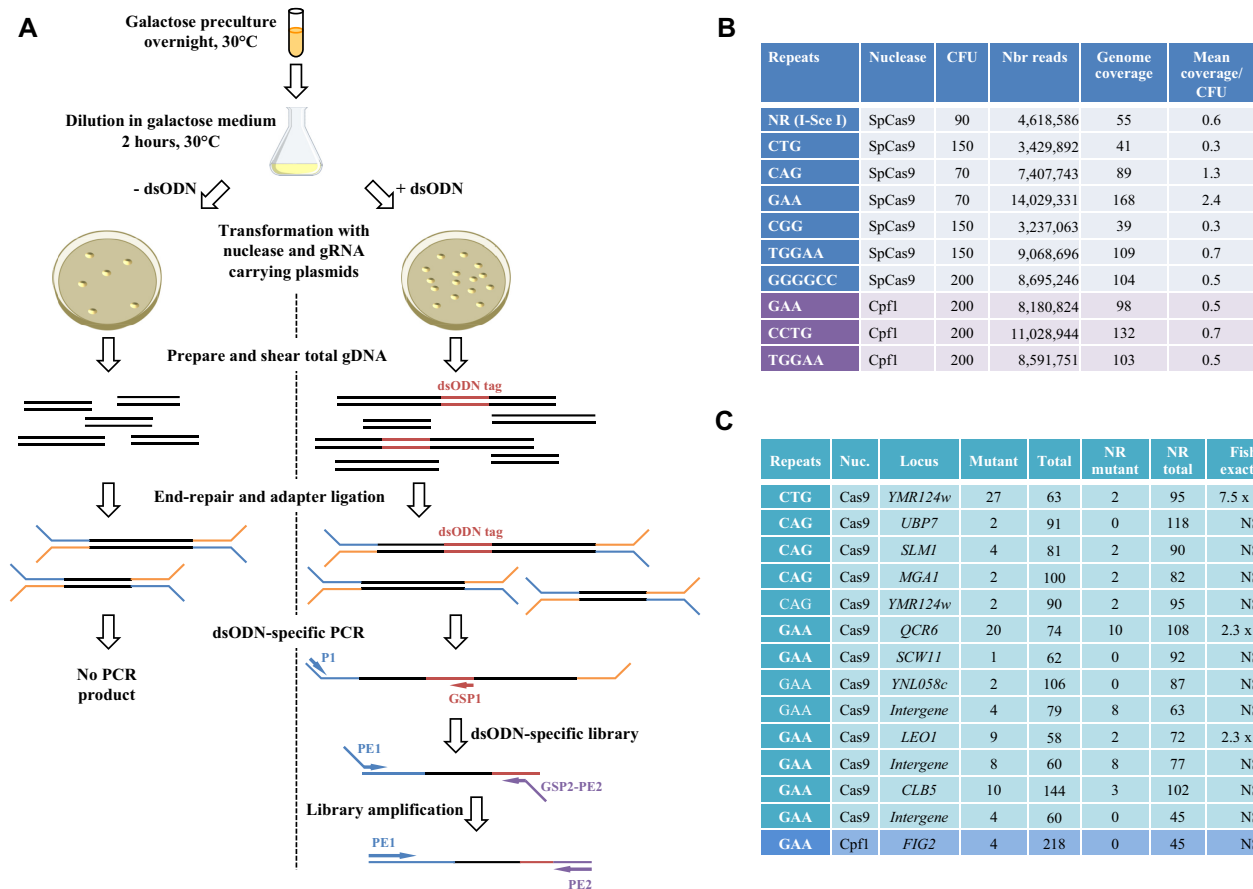 A
Galactose preculture
overnight, 30°C
Dilution in galactose medium
2 hours, 30°C
- dsODN
+ dsODN
Transformation with
nuclease and gRNA
carrying plasmids
Prepare and shear total gDNA
dsODN tag
End-repair and adapter ligation
dsODN tag
dsODN-specific PCR
No PCR
product
P1
GSP1
dsODN-specific library
PE1
GSP2-PE2
Library amplification
PE1
PE2
B
Repeats Nuclease CFU Nbr reads Genome coverage Mean coverage/ CFU
NR (I-Sce I) SpCas9 90 4,618,586 55 0.6
CTG SpCas9 150 3,429,892 41 0.3
CAG SpCas9 70 7,407,743 89 1.3
GAA SpCas9 70 14,029,331 168 2.4
CGG SpCas9 150 3,237,063 39 0.3
TGGAA SpCas9 150 9,068,696 109 0.7
GGGGCC SpCas9 200 8,695,246 104 0.5
GAA Cpf1 200 8,180,824 98 0.5
CCTG Cpf1 200 11,028,944 132 0.7
TGGAA Cpf1 200 8,591,751 103 0.5
C
Repeats Nuc. Locus Mutant Total NR mutant NR total
CTG Cas9 YMR124w 27 63 2 95 7.5 x
CAG Cas9 UBP7 2 91 0 118
CAG Cas9 SLM1 4 81 2 90
CAG Cas9 MGA1 2 100 2 82
CAG Cas9 YMR124w 2 90 2 95
GAA Cas9 QCR6 20 74 10 108 2.3 x
GAA Cas9 SCW11 1 62 0 92
GAA Cas9 YNL058c 2 106 0 87
GAA Cas9 Intergene 4 79 8 63
GAA Cas9 LEO1 9 58 2 72 2.3 x
GAA Cas9 Intergene 8 60 8 77
GAA Cas9 CLB5 10 144 3 102
GAA Cas9 Intergene 4 60 0 45
GAA Cpf1 FIG2 4 218 0 45